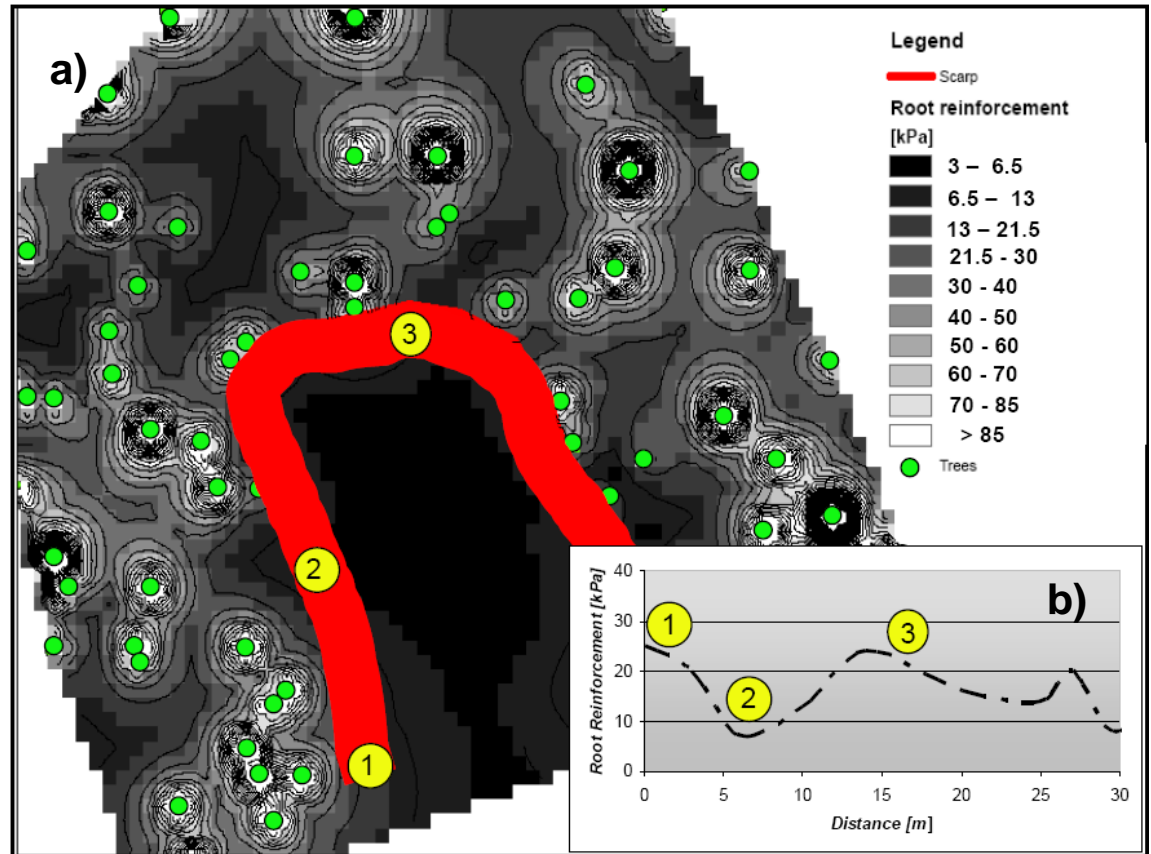 a)
Legend
Scarp
Root reinforcement
[kPa]
3 – 6.5
6.5 – 13
13 – 21.5
21.5 - 30
30 - 40
40 - 50
50 - 60
60 - 70
70 - 85
> 85
Trees
3
2
1
b)
Root Reinforcement [kPa]
40
30
20
10
0
1
2
3
0 5 10 15 20 25 30
Distance [m]